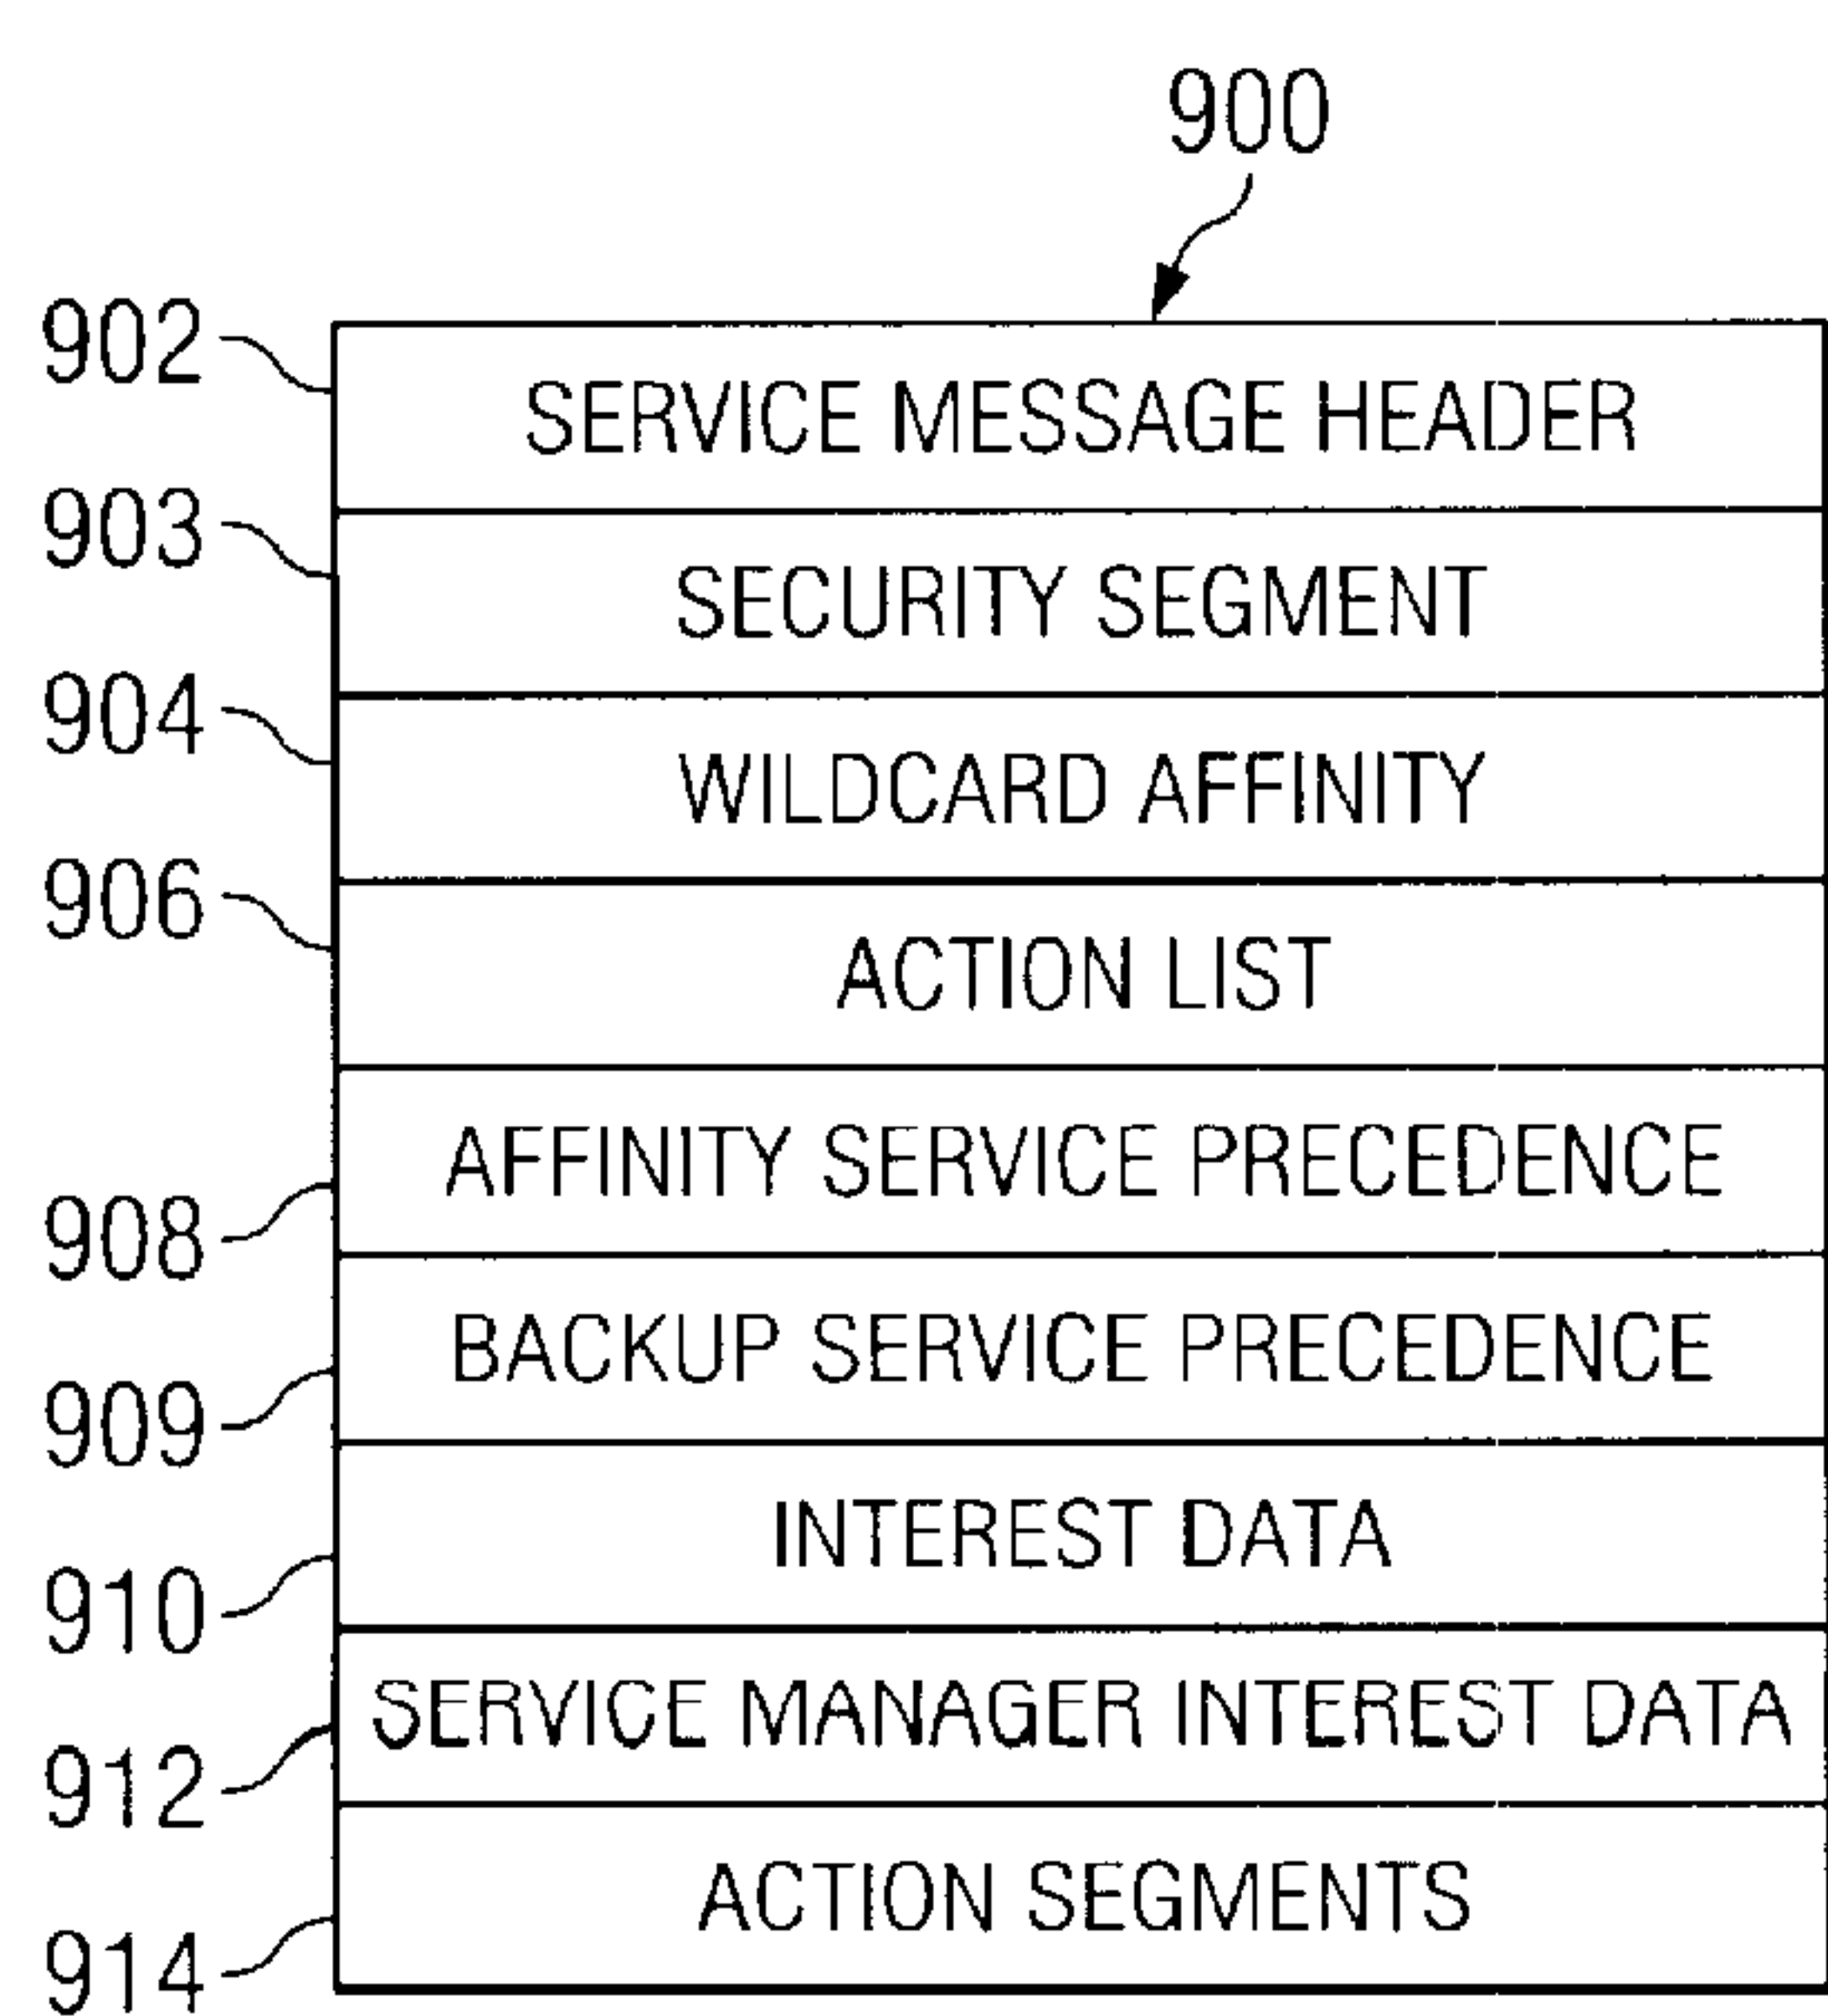 900
902 SERVICE MESSAGE HEADER
903 SECURITY SEGMENT
904 WILDCARD AFFINITY
906 ACTION LIST
908 AFFINITY SERVICE PRECEDENCE
909 BACKUP SERVICE PRECEDENCE
910 INTEREST DATA
912 SERVICE MANAGER INTEREST DATA
914 ACTION SEGMENTS